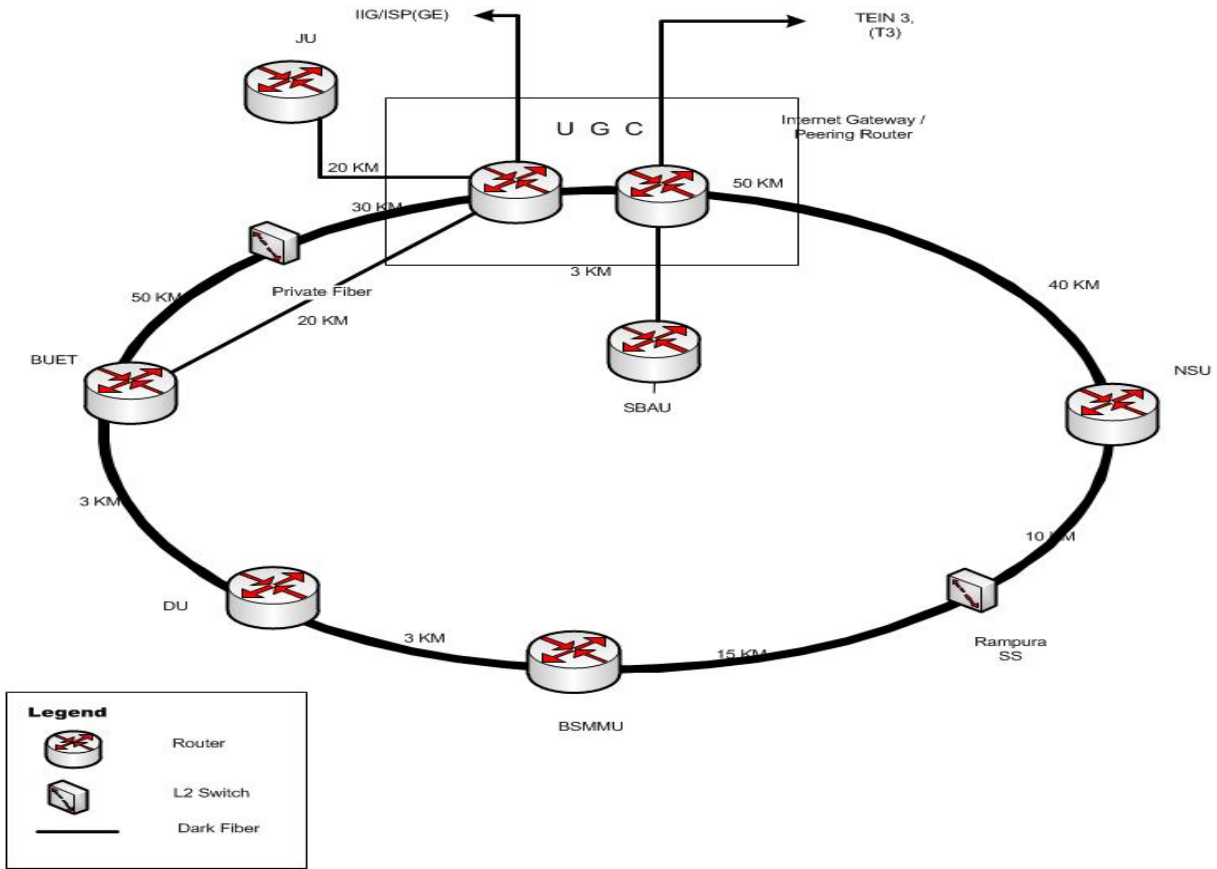 IIG/ISP(GE)
TEIN 3,
(T3)
JU
U G C
Internet Gateway /
Peering Router
20 KM
50 KM
30 KM
3 KM
Private Fiber
50 KM
20 KM
40 KM
BUET
NSU
SBAU
3 KM
10 KM
DU
3 KM
15 KM
Rampura
SS
BSMMU
Legend
Router
L2 Switch
Dark Fiber